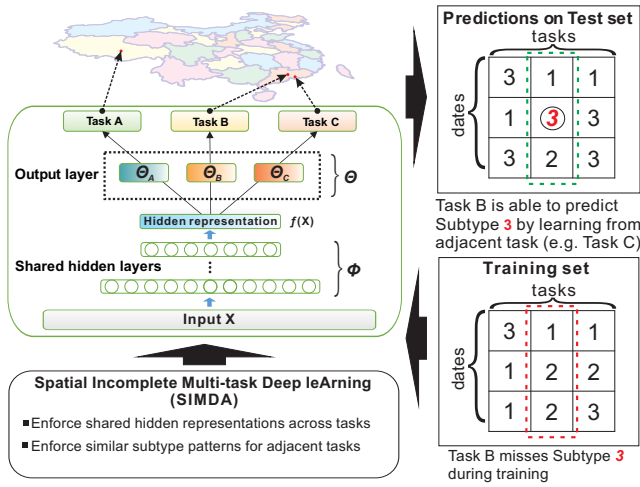 Task A
Task B
Task C
Output layer
Θ_A
Θ_B
Θ_C
Θ
Hidden representation
f(X)
Shared hidden layers
Φ
Input X
Spatial Incomplete Multi-task Deep leArning
(SIMDA)
Enforce shared hidden representations across tasks
Enforce similar subtype patterns for adjacent tasks
Predictions on Test set
tasks
dates
3 1 1
1 3 3
3 2 3
Task B is able to predict
Subtype 3 by learning from
adjacent task (e.g. Task C)
Training set
tasks
dates
3 1 1
1 2 2
1 2 3
Task B misses Subtype 3
during training